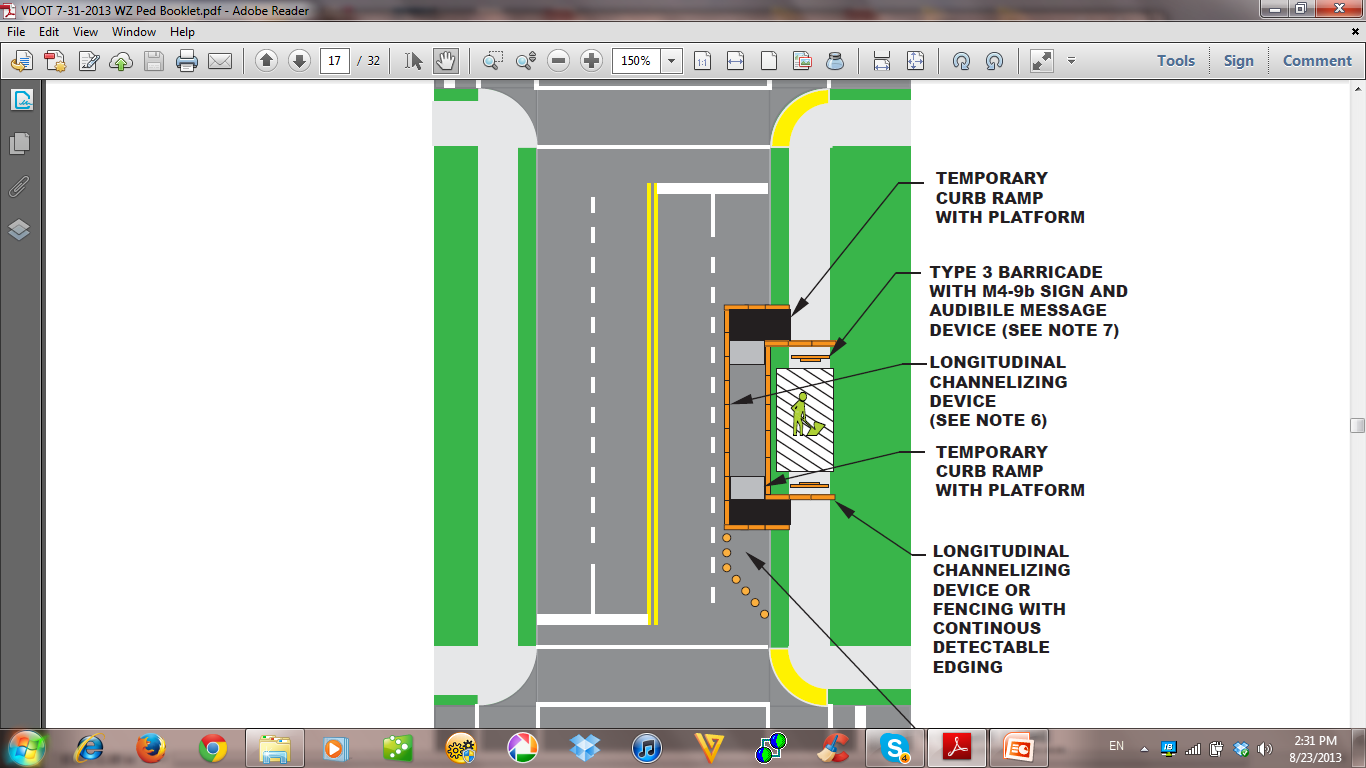 VDOT 7-31-2013 WZ Ped Booklet.pdf - Adobe Reader
File Edit View Window Help
17 / 32 150% Tools Sign Comment
TEMPORARY
CURB RAMP
WITH PLATFORM
TYPE 3 BARRICADE
WITH M4-9b SIGN AND
AUDIBILE MESSAGE
DEVICE (SEE NOTE 7)
LONGITUDINAL
CHANNELIZING
DEVICE
(SEE NOTE 6)
TEMPORARY
CURB RAMP
WITH PLATFORM
LONGITUDINAL
CHANNELIZING
DEVICE OR
FENCING WITH
CONTINOUS
DETECTABLE
EDGING
EN
2:31 PM
8/23/2013